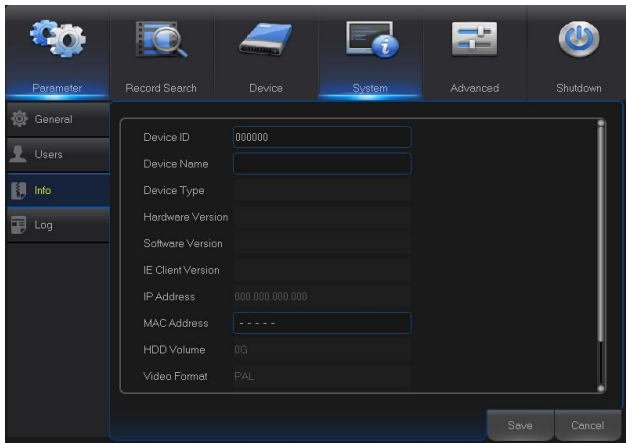 Parameter Record Search Device System Advanced Shutdown
General
Users
Info
Log
Device ID 000000
Device Name
Device Type
Hardware Version
Software Version
IE Client Version
IP Address 000.000.000.000
MAC Address - - - - -
HDD Volume 0G
Video Format PAL
Save Cancel